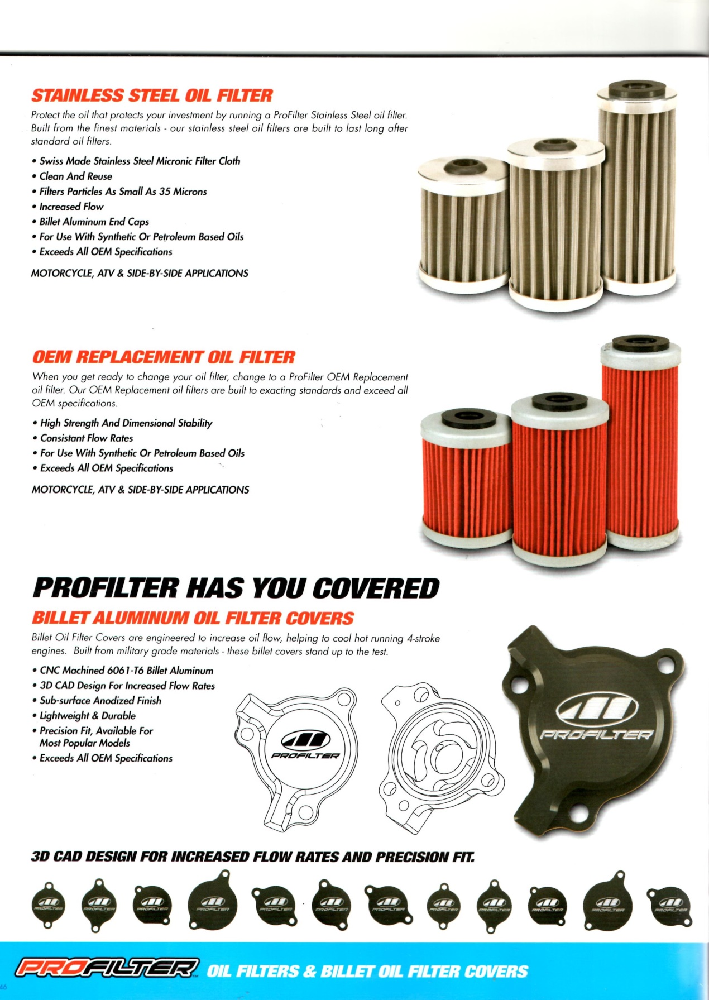 STAINLESS STEEL OIL FILTER
Protect the oil that protects your investment by running a ProFilter Stainless Steel oil filter.
Built from the finest materials - our stainless steel oil filters are built to last long after
standard oil filters.
• Swiss Made Stainless Steel Micronic Filter Cloth
• Clean And Reuse
• Filters Particles As Small As 35 Microns
• Increased Flow
• Billet Aluminum End Caps
• For Use With Synthetic Or Petroleum Based Oils
• Exceeds All OEM Specifications
MOTORCYCLE, ATV & SIDE-BY-SIDE APPLICATIONS
OEM REPLACEMENT OIL FILTER
When you get ready to change your oil filter, change to a ProFilter OEM Replacement
oil filter. Our OEM Replacement oil filters are built to exacting standards and exceed all
OEM specifications.
• High Strength And Dimensional Stability
• Consistant Flow Rates
• For Use With Synthetic Or Petroleum Based Oils
• Exceeds All OEM Specifications
MOTORCYCLE, ATV & SIDE-BY-SIDE APPLICATIONS
PROFILTER HAS YOU COVERED
BILLET ALUMINUM OIL FILTER COVERS
Billet Oil Filter Covers are engineered to increase oil flow, helping to cool hot running 4-stroke
engines. Built from military grade materials - these billet covers stand up to the test.
• CNC Machined 6061-T6 Billet Aluminum
• 3D CAD Design For Increased Flow Rates
• Sub-surface Anodized Finish
• Lightweight & Durable
• Precision Fit, Available For
Most Popular Models
• Exceeds All OEM Specifications
PROFILTER
PROFILTER
3D CAD DESIGN FOR INCREASED FLOW RATES AND PRECISION FIT.
PROFILTER PROFILTER PROFILTER PROFILTER PROFILTER PROFILTER PROFILTER PROFILTER PROFILTER PROFILTER PROFILTER PROFILTER
PROFILTER™ OIL FILTERS & BILLET OIL FILTER COVERS
46